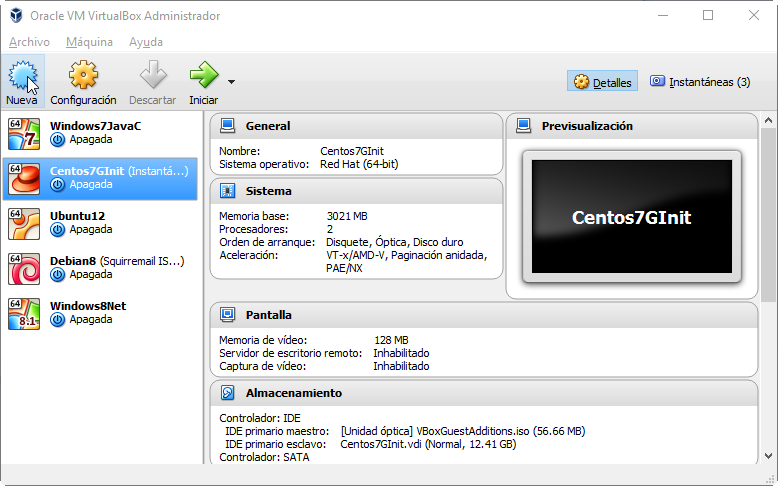 Oracle VM VirtualBox Administrador
Archivo Máquina Ayuda
Nueva Configuración Descartar Iniciar Detalles Instantáneas (3)
64 7 Windows7JavaC
Apagada
64 Centos7GInit (Instantá...)
Apagada
64 Ubuntu12
Apagada
64 Debian8 (Squirremail IS...)
Apagada
64 8.1 Windows8Net
Apagada
General
Nombre: Centos7GInit
Sistema operativo: Red Hat (64-bit)
Sistema
Memoria base: 3021 MB
Procesadores: 2
Orden de arranque: Disquete, Óptica, Disco duro
Aceleración: VT-x/AMD-V, Paginación anidada,
PAE/NX
Previsualización
Centos7GInit
Pantalla
Memoria de vídeo: 128 MB
Servidor de escritorio remoto: Inhabilitado
Captura de vídeo: Inhabilitado
Almacenamiento
Controlador: IDE
IDE primario maestro: [Unidad óptica] VBoxGuestAdditions.iso (56.66 MB)
IDE primario esclavo: Centos7GInit.vdi (Normal, 12.41 GB)
Controlador: SATA